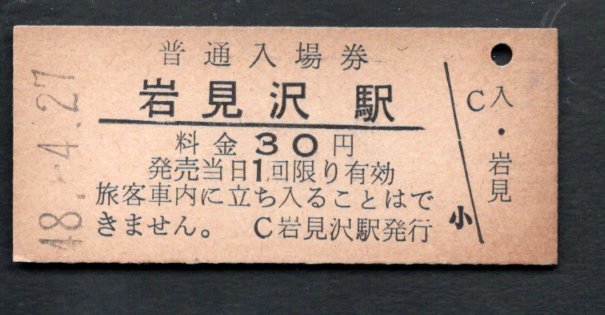 普通入場券
岩見沢駅
料金30円
発売当日1回限り有効
旅客車内に立ち入ることはで
きません。 C岩見沢駅発行
48.-4.27
C入・岩見
小